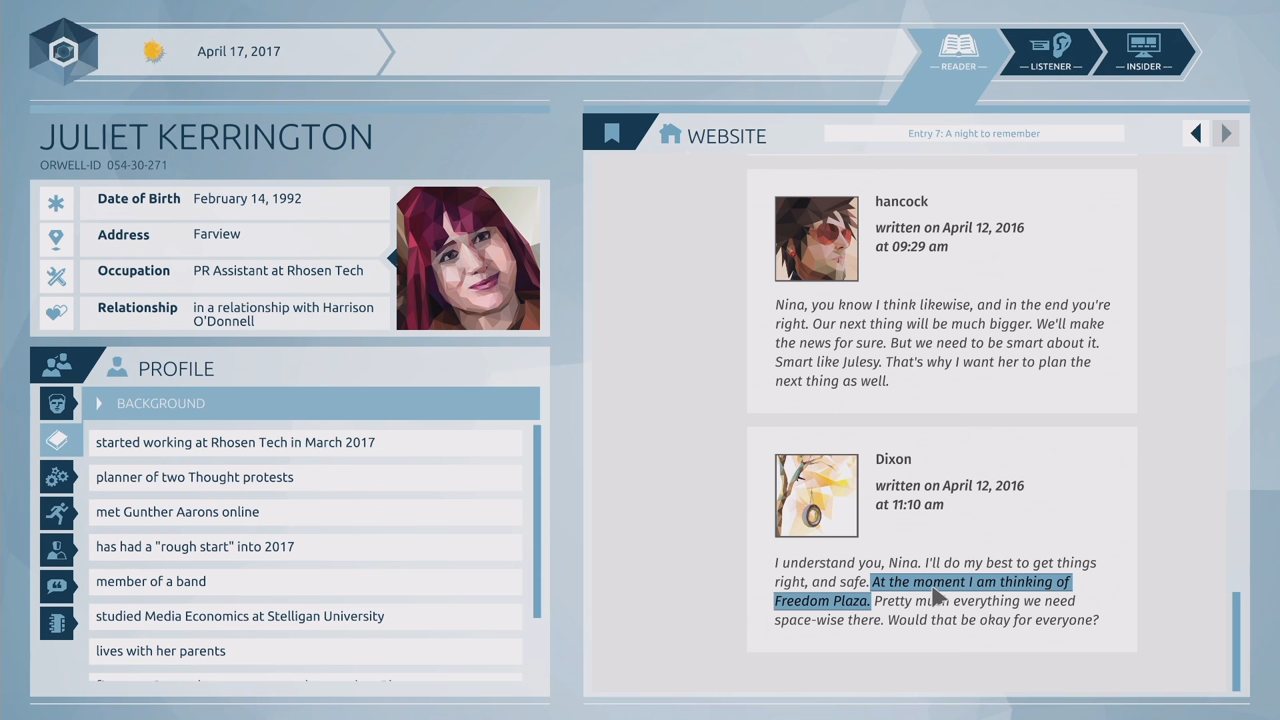 April 17, 2017
— READER —
— LISTENER —
— INSIDER —
JULIET KERRINGTON
ORWELL-ID 054-30-271
Date of Birth February 14, 1992
Address Farview
Occupation PR Assistant at Rhosen Tech
Relationship in a relationship with Harrison
O'Donnell
PROFILE
BACKGROUND
started working at Rhosen Tech in March 2017
planner of two Thought protests
met Gunther Aarons online
has had a "rough start" into 2017
member of a band
studied Media Economics at Stelligan University
lives with her parents
WEBSITE
Entry 7: A night to remember
hancock
written on April 12, 2016
at 09:29 am
Nina, you know I think likewise, and in the end you're
right. Our next thing will be much bigger. We'll make
the news for sure. But we need to be smart about it.
Smart like Julesy. That's why I want her to plan the
next thing as well.
Dixon
written on April 12, 2016
at 11:10 am
I understand you, Nina. I'll do my best to get things
right, and safe. At the moment I am thinking of
Freedom Plaza. Pretty much everything we need
space-wise there. Would that be okay for everyone?